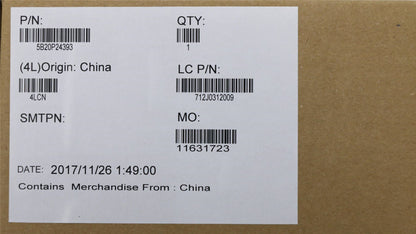 P/N: QTY:
5B20P24393 1
(4L)Origin: China LC P/N:
4LCN 712J0312009
SMTPN: MO:
11631723
DATE: 2017/11/26 1:49:00
Contains Merchandise From : China